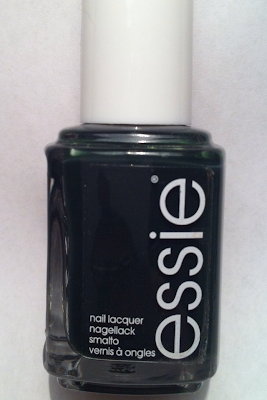 essie®
nail lacquer
nagellack
smalto
vernis à ongles